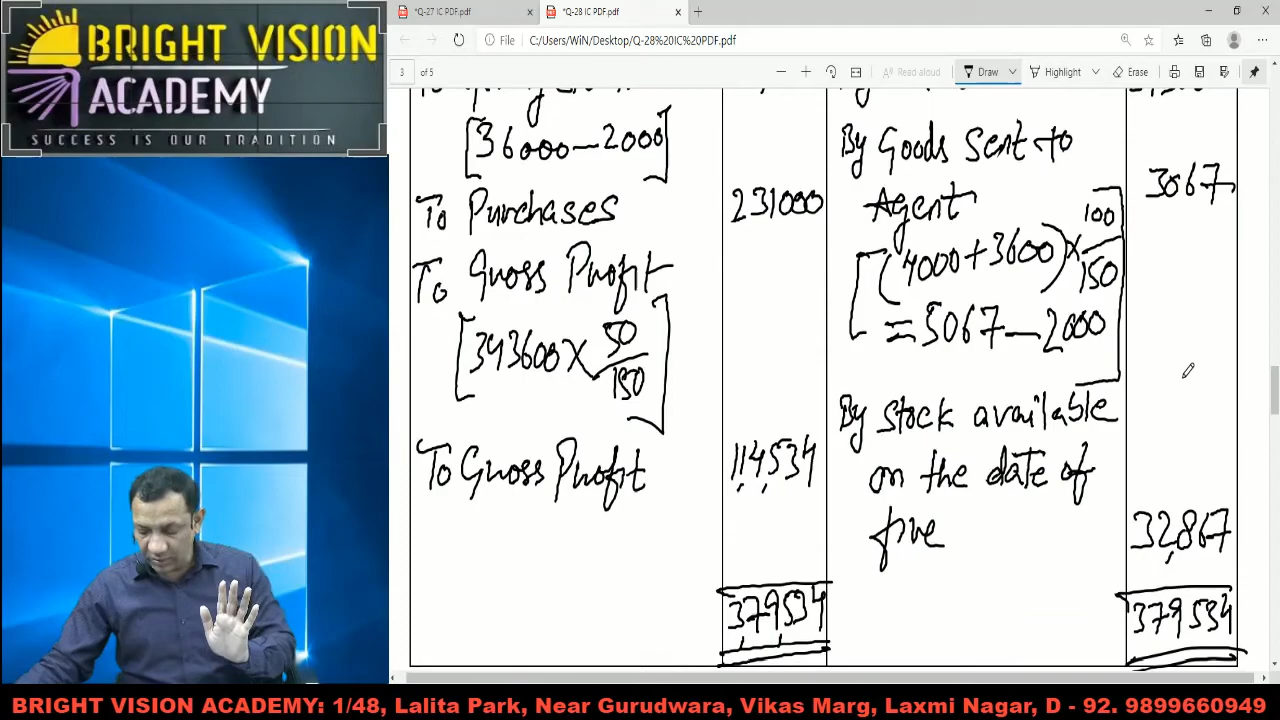 *Q-27 IC PDF.pdf
*Q-28 IC PDF.pdf
File C:/Users/WiN/Desktop/Q-28%20IC%20PDF.pdf
3 of 5
Read aloud
Draw
Highlight
Erase
BRIGHT VISION
ACADEMY
SUCCESS IS OUR TRADITION
[36000-2000]
To Purchases 231000
To Gross Profit
[343600 × 50/150]
To Gross Profit 1,14,534
379534
By Goods Sent to
Agent 3067
[(4000+3600) × 100/150
= 5067-2000]
By stock available
on the date of
fire 32,867
379534
BRIGHT VISION ACADEMY: 1/48, Lalita Park, Near Gurudwara, Vikas Marg, Laxmi Nagar, D - 92. 9899660949